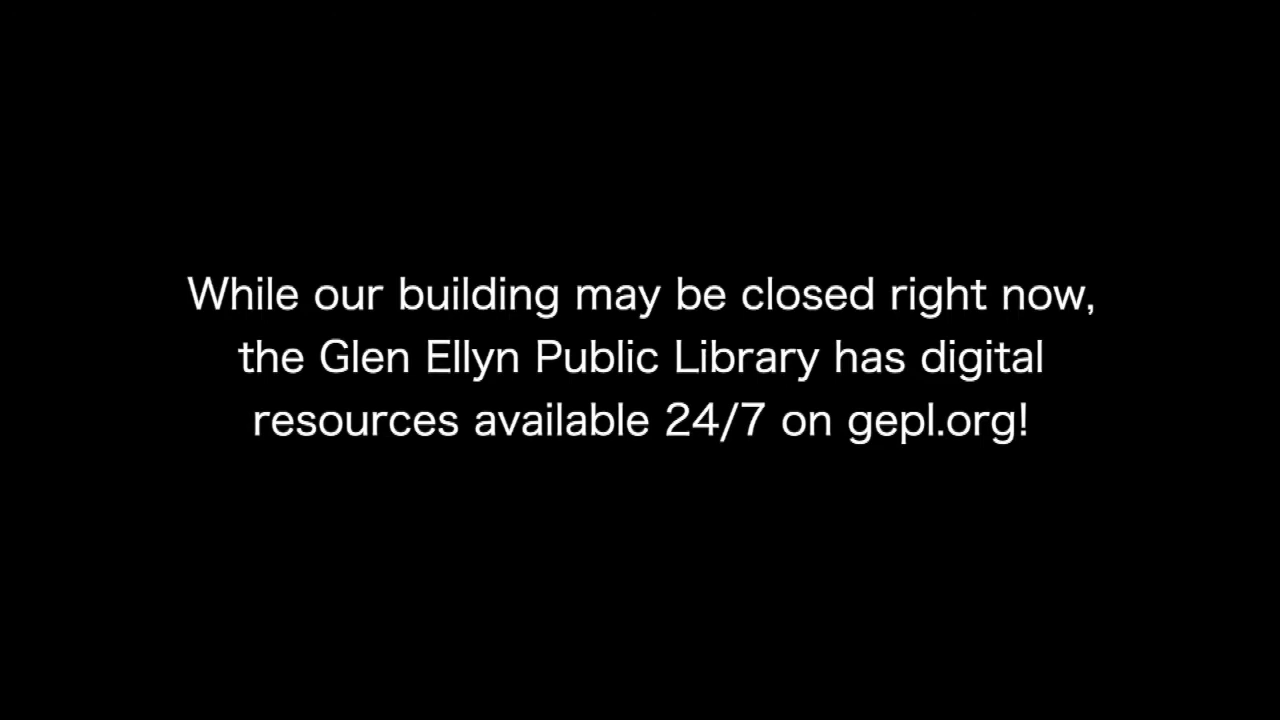 While our building may be closed right now,
the Glen Ellyn Public Library has digital
resources available 24/7 on gepl.org!